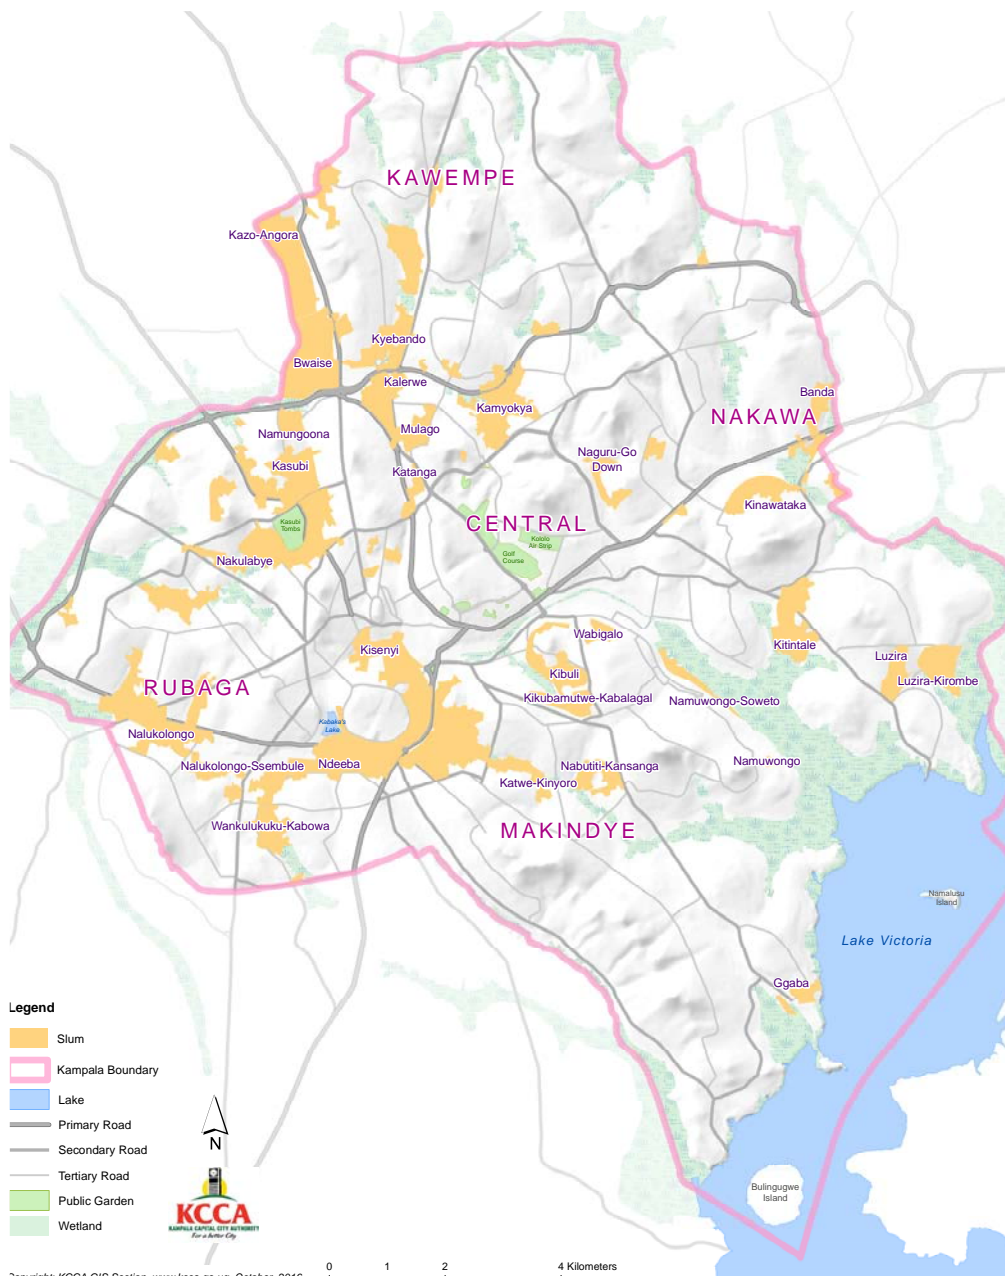 KAWEMPE
Kazo-Angora
Kyebando
Bwaise
Kalerwe
Banda
Kamyokya
NAKAWA
Namungoona
Mulago
Naguru-Go
Down
Kasubi
Katanga
Kinawataka
Kasubi
Tombs
CENTRAL
Kololo
Air Strip
Golf
Course
Nakulabye
Wabigalo
Kisenyi
Kitintale
Luzira
Kibuli
Luzira-Kirombe
RUBAGA
Kikubamutwe-Kabalagal
Namuwongo-Soweto
Kabaka's
Lake
Nalukolongo
Nalukolongo-Ssembule
Ndeeba
Nabutiti-Kansanga
Namuwongo
Katwe-Kinyoro
Wankulukuku-Kabowa
MAKINDYE
Namalusu
Island
Lake Victoria
Ggaba
Legend
Slum
Kampala Boundary
Lake
Primary Road
Secondary Road
Tertiary Road
Public Garden
Wetland
N
KCCA
KAMPALA CAPITAL CITY AUTHORITY
For a better City
Bulingugwe
Island
0 1 2 4 Kilometers